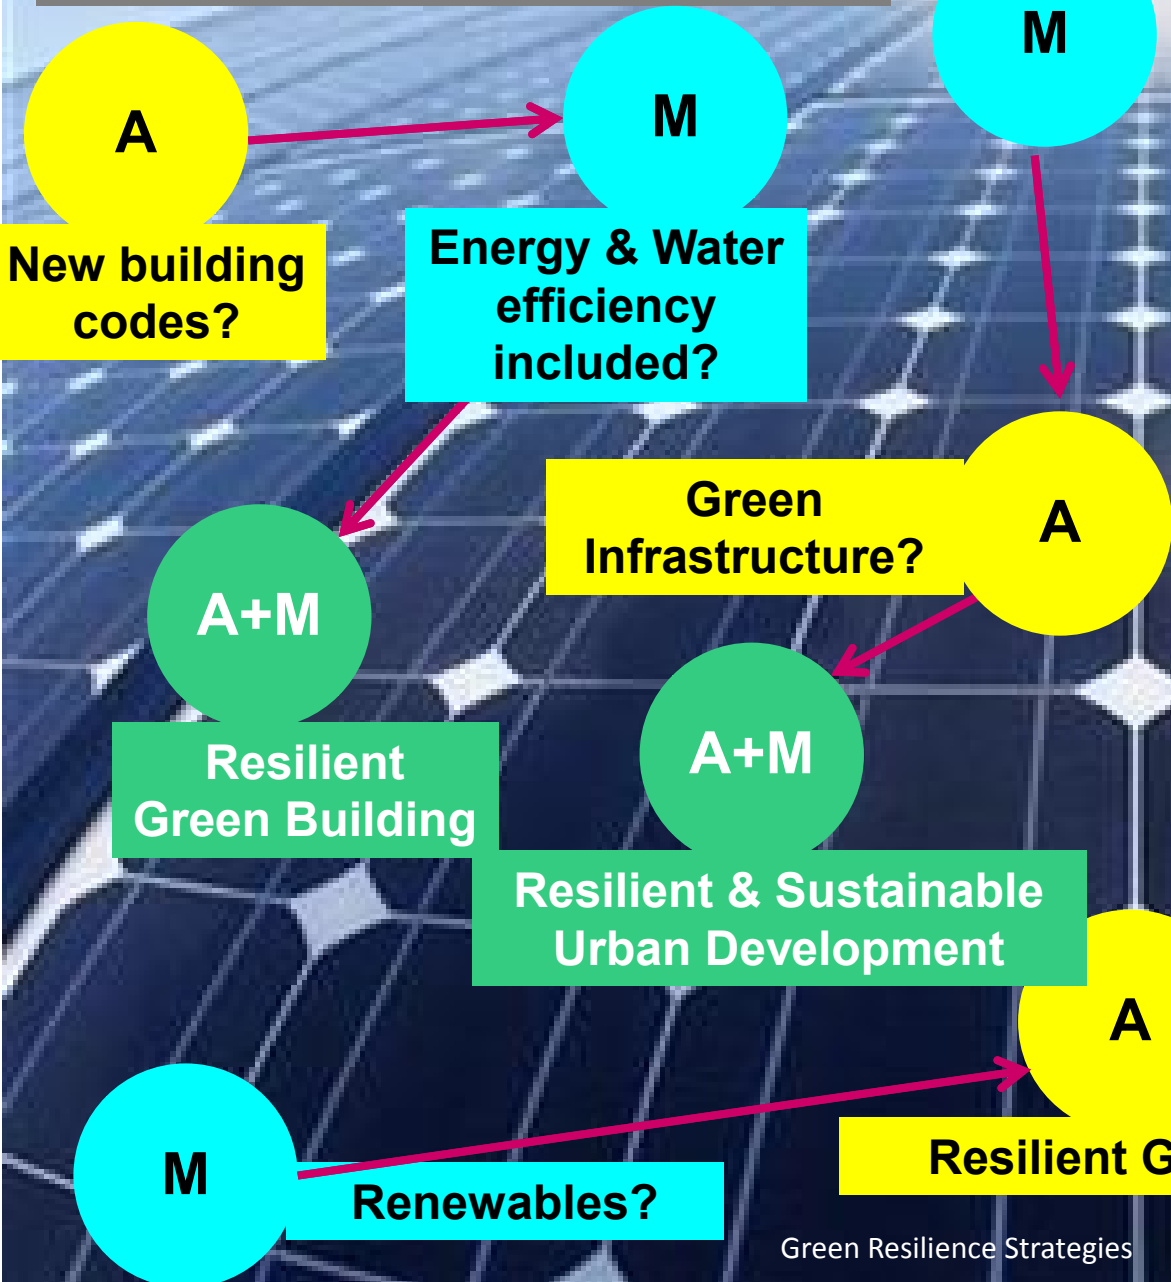 M
A
M
New building
codes?
Energy & Water
efficiency
included?
Green
Infrastructure?
A
A+M
A+M
Resilient
Green Building
Resilient & Sustainable
Urban Development
A
M
Resilient
Renewables?
Green Resilience Strategies